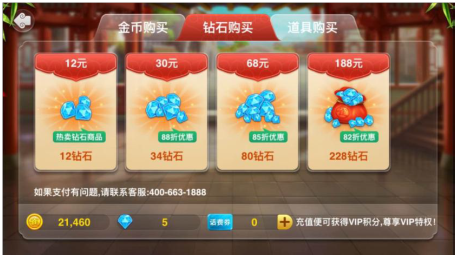 金币购买 钻石购买 道具购买
12元 30元 68元 188元
热卖钻石商品 88折优惠 85折优惠 82折优惠
12钻石 34钻石 80钻石 228钻石
如果支付有问题,请联系客服:400-663-1888
21,460 5 话费券 0 充值便可获得VIP积分,尊享VIP特权!